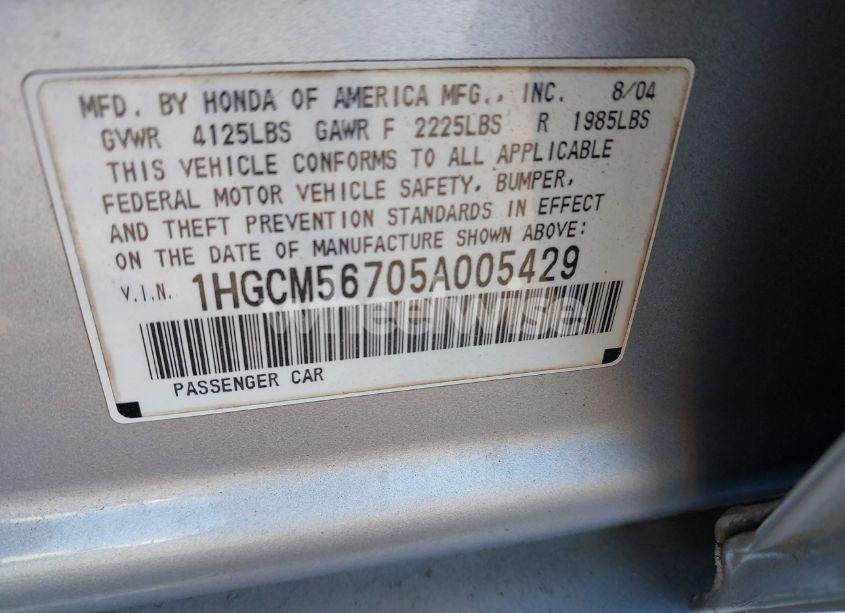 MFD. BY HONDA OF AMERICA MFG., INC. 8/04
GVWR 4125LBS GAWR F 2225LBS R 1985LBS
THIS VEHICLE CONFORMS TO ALL APPLICABLE
FEDERAL MOTOR VEHICLE SAFETY, BUMPER,
AND THEFT PREVENTION STANDARDS IN EFFECT
ON THE DATE OF MANUFACTURE SHOWN ABOVE:
V.I.N. 1HGCM56705A005429
wheelwise
PASSENGER CAR